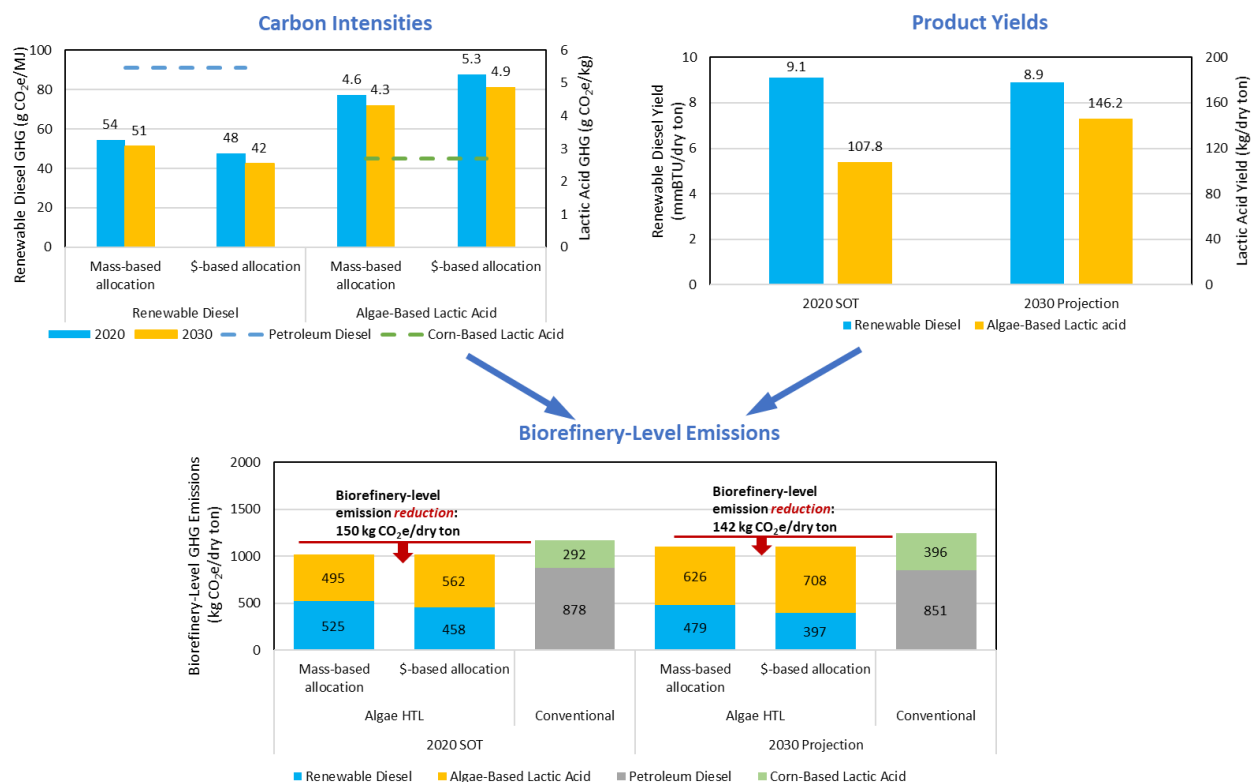 Carbon Intensities
Renewable Diesel GHG (g CO₂e/MJ)
100
80
60
40
20
0
54
51
48
42
4.6
4.3
5.3
4.9
6
5
4
3
2
1
0
Lactic Acid GHG (g CO₂e/kg)
Mass-based
allocation
$-based allocation
Mass-based
allocation
$-based allocation
Renewable Diesel
Algae-Based Lactic Acid
2020
2030
Petroleum Diesel
Corn-Based Lactic Acid
Product Yields
Renewable Diesel Yield
(mmBTU/dry ton)
10
8
6
4
2
0
9.1
107.8
8.9
146.2
200
160
120
80
40
0
Lactic Acid Yield (kg/dry ton)
2020 SOT
2030 Projection
Renewable Diesel
Algae-Based Lactic acid
Biorefinery-Level Emissions
Biorefinery-Level GHG Emissions
(kg CO₂e/dry ton)
2000
1500
1000
500
0
Biorefinery-level
emission reduction:
150 kg CO₂e/dry ton
Biorefinery-level
emission reduction:
142 kg CO₂e/dry ton
495
525
562
458
292
878
626
479
708
397
396
851
Mass-based
allocation
$-based allocation
Mass-based
allocation
$-based allocation
Algae HTL
Conventional
Algae HTL
Conventional
2020 SOT
2030 Projection
Renewable Diesel
Algae-Based Lactic Acid
Petroleum Diesel
Corn-Based Lactic Acid